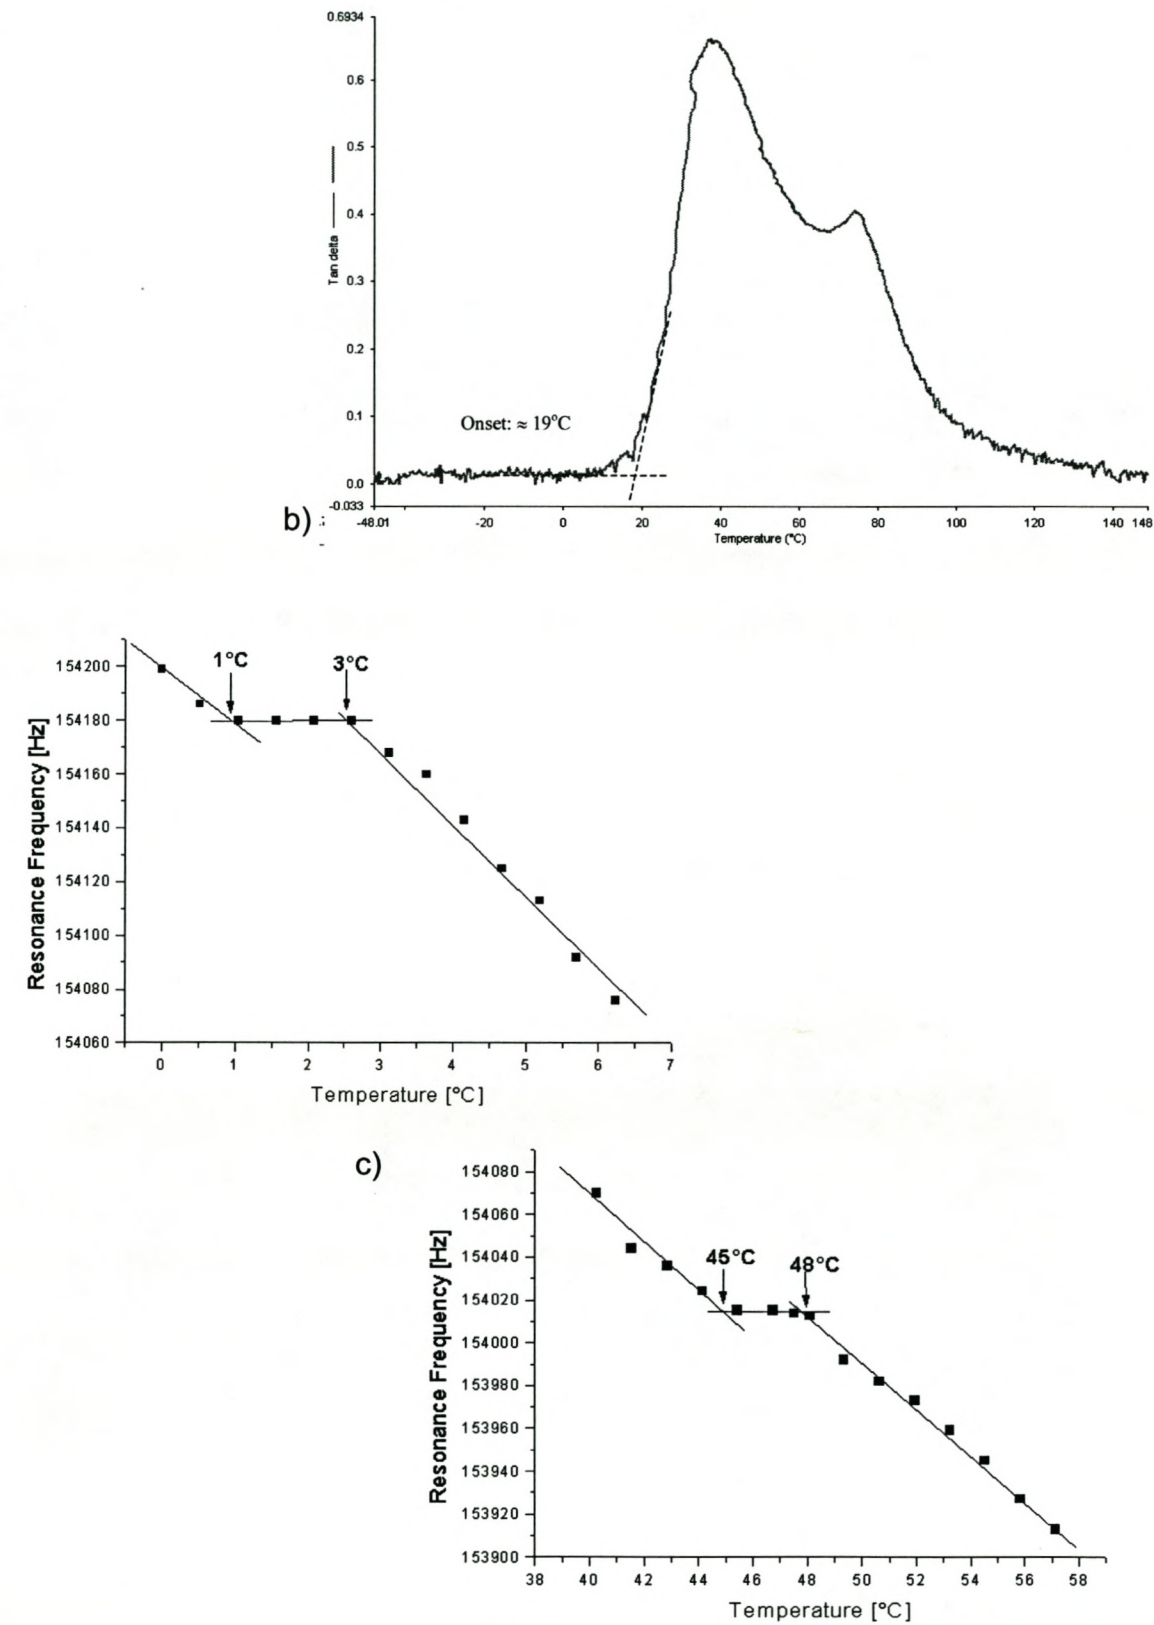 0.6934
0.6
0.5
0.4
0.3
0.2
0.1
0.0
-0.033
Tan delta
Onset: ≈ 19°C
b)
-48.01 -20 0 20 40 60 80 100 120 140 148
Temperature (°C)
154200
154180
154160
154140
154120
154100
154080
154060
Resonance Frequency [Hz]
1°C 3°C
0 1 2 3 4 5 6 7
Temperature [°C]
c)
154080
154060
154040
154020
154000
153980
153960
153940
153920
153900
Resonance Frequency [Hz]
45°C 48°C
38 40 42 44 46 48 50 52 54 56 58
Temperature [°C]